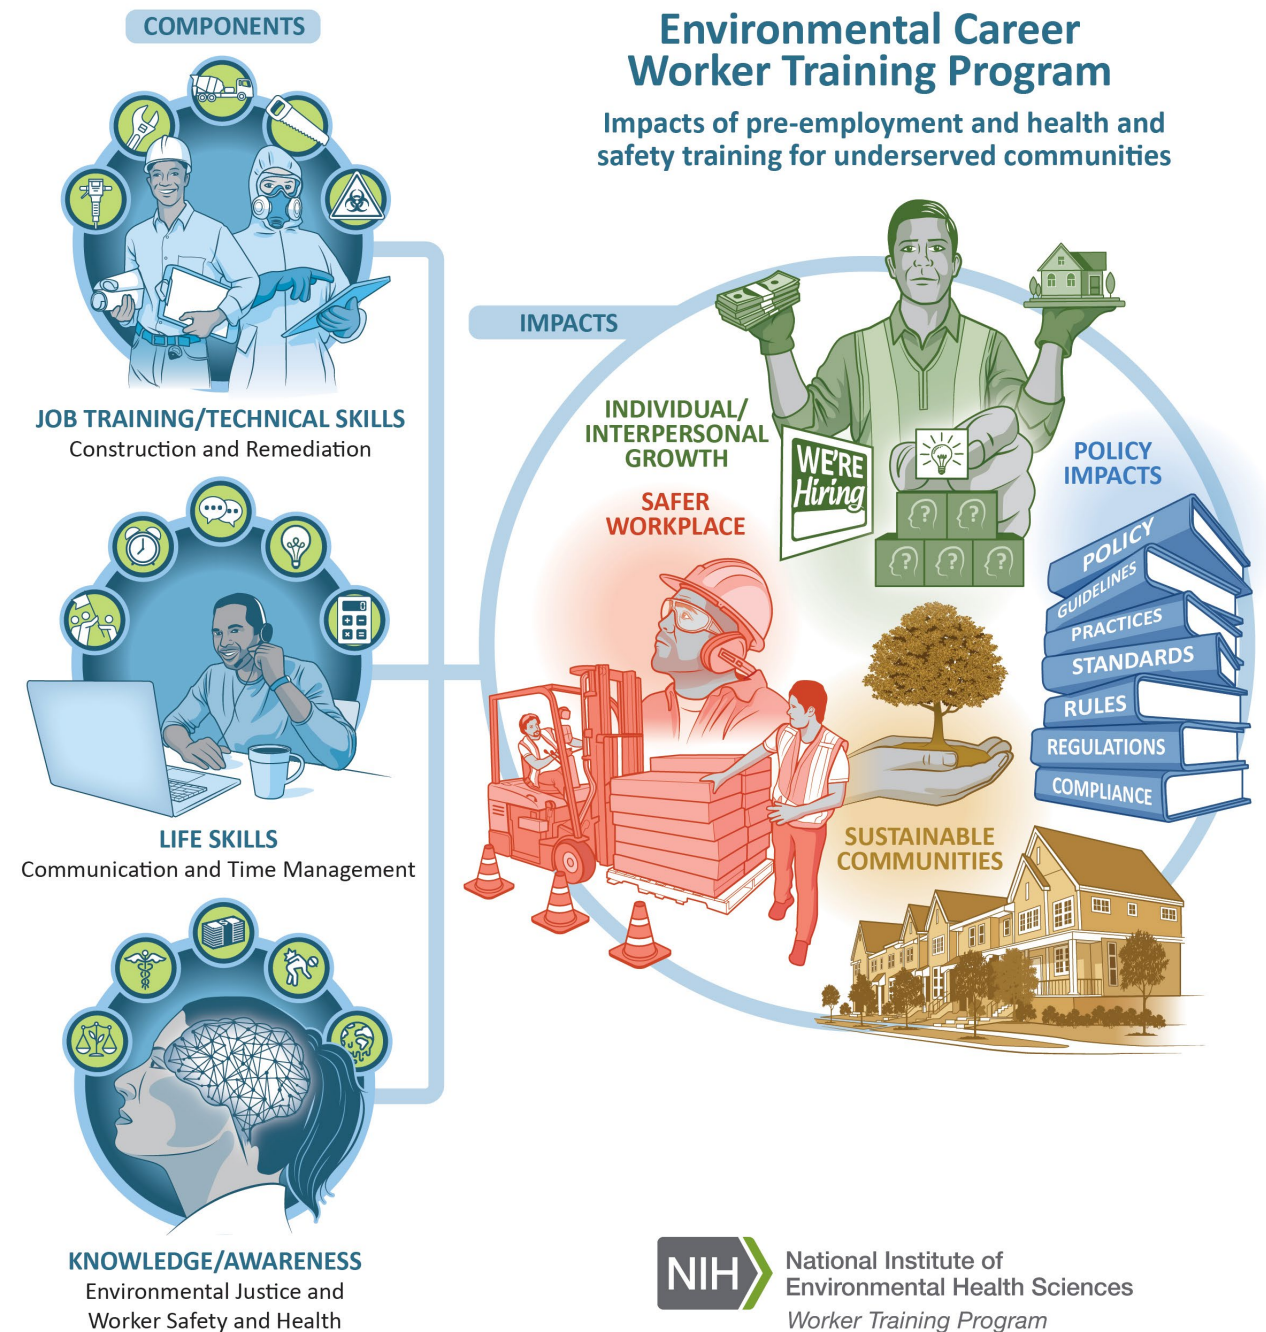 COMPONENTS
Environmental Career
Worker Training Program
Impacts of pre-employment and health and
safety training for underserved communities
JOB TRAINING/TECHNICAL SKILLS
Construction and Remediation
LIFE SKILLS
Communication and Time Management
KNOWLEDGE/AWARENESS
Environmental Justice and
Worker Safety and Health
IMPACTS
INDIVIDUAL/
INTERPERSONAL
GROWTH
WE'RE
Hiring
? ?
? ? ?
SAFER
WORKPLACE
POLICY
IMPACTS
POLICY
GUIDELINES
PRACTICES
STANDARDS
RULES
REGULATIONS
COMPLIANCE
SUSTAINABLE
COMMUNITIES
NIH
National Institute of
Environmental Health Sciences
Worker Training Program